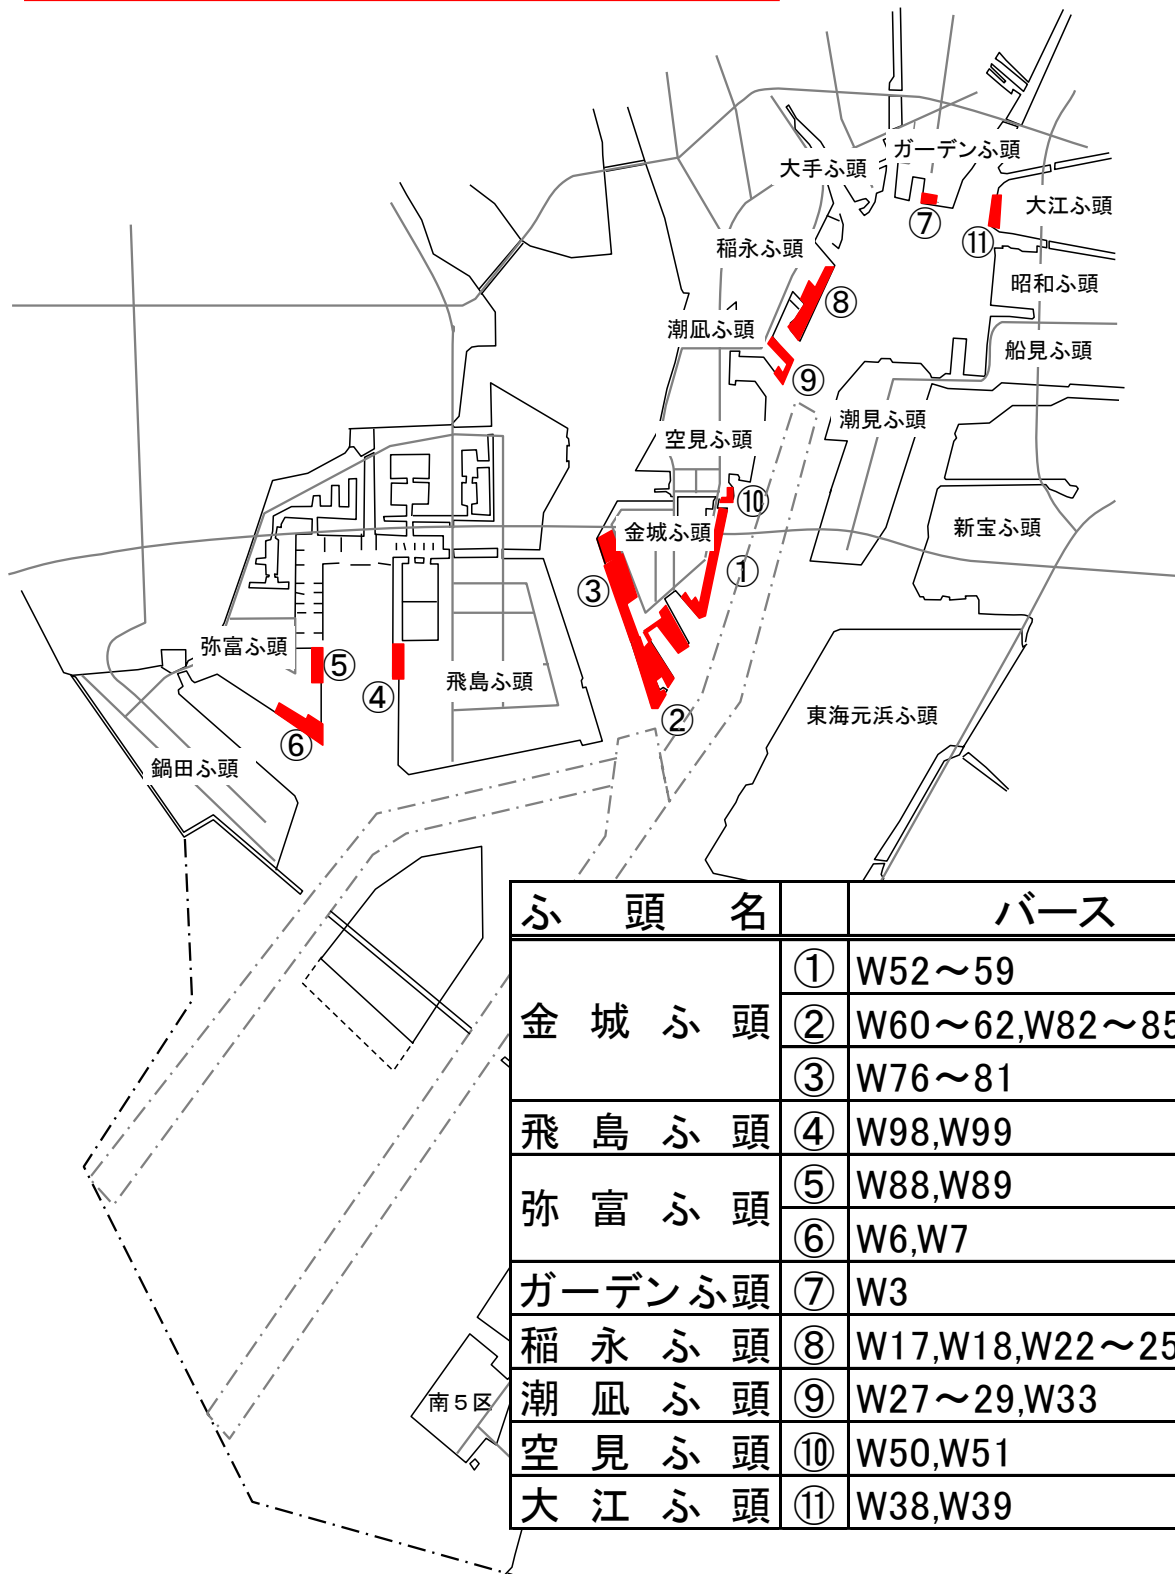 ガーデンふ頭
大手ふ頭
⑦
大江ふ頭
⑪
稲永ふ頭
昭和ふ頭
⑧
潮凪ふ頭
船見ふ頭
⑨
潮見ふ頭
空見ふ頭
⑩
金城ふ頭
新宝ふ頭
①
③
弥富ふ頭
⑤
④
飛島ふ頭
②
東海元浜ふ頭
⑥
鍋田ふ頭
南5区
ふ頭名 バース
金城ふ頭 ① W52～59
② W60～62,W82～85
③ W76～81
飛島ふ頭 ④ W98,W99
弥富ふ頭 ⑤ W88,W89
⑥ W6,W7
ガーデンふ頭 ⑦ W3
稲永ふ頭 ⑧ W17,W18,W22～25
潮凪ふ頭 ⑨ W27～29,W33
空見ふ頭 ⑩ W50,W51
大江ふ頭 ⑪ W38,W39